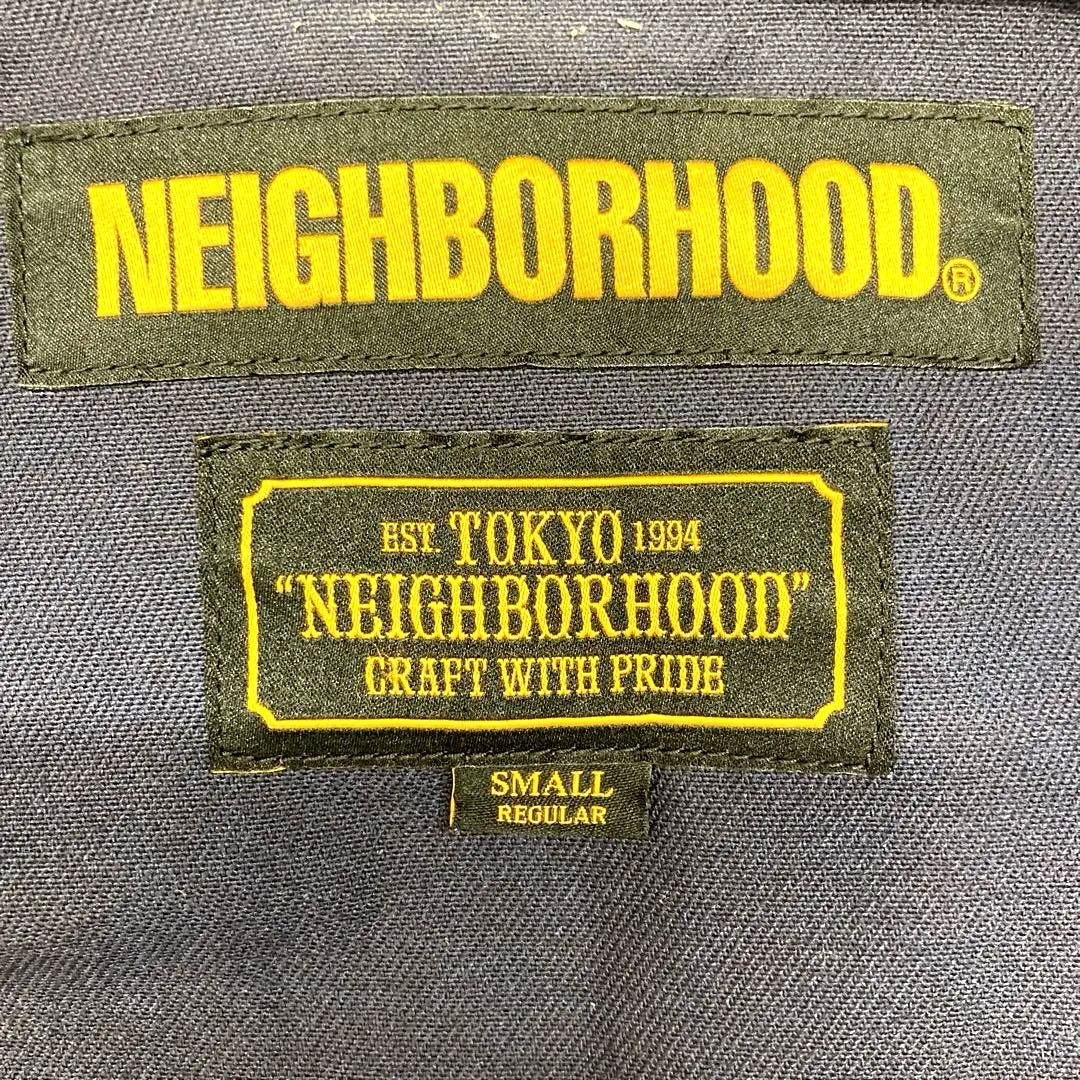 NEIGHBORHOOD®
EST. TOKYO 1994
“NEIGHBORHOOD”
CRAFT WITH PRIDE
SMALL
REGULAR